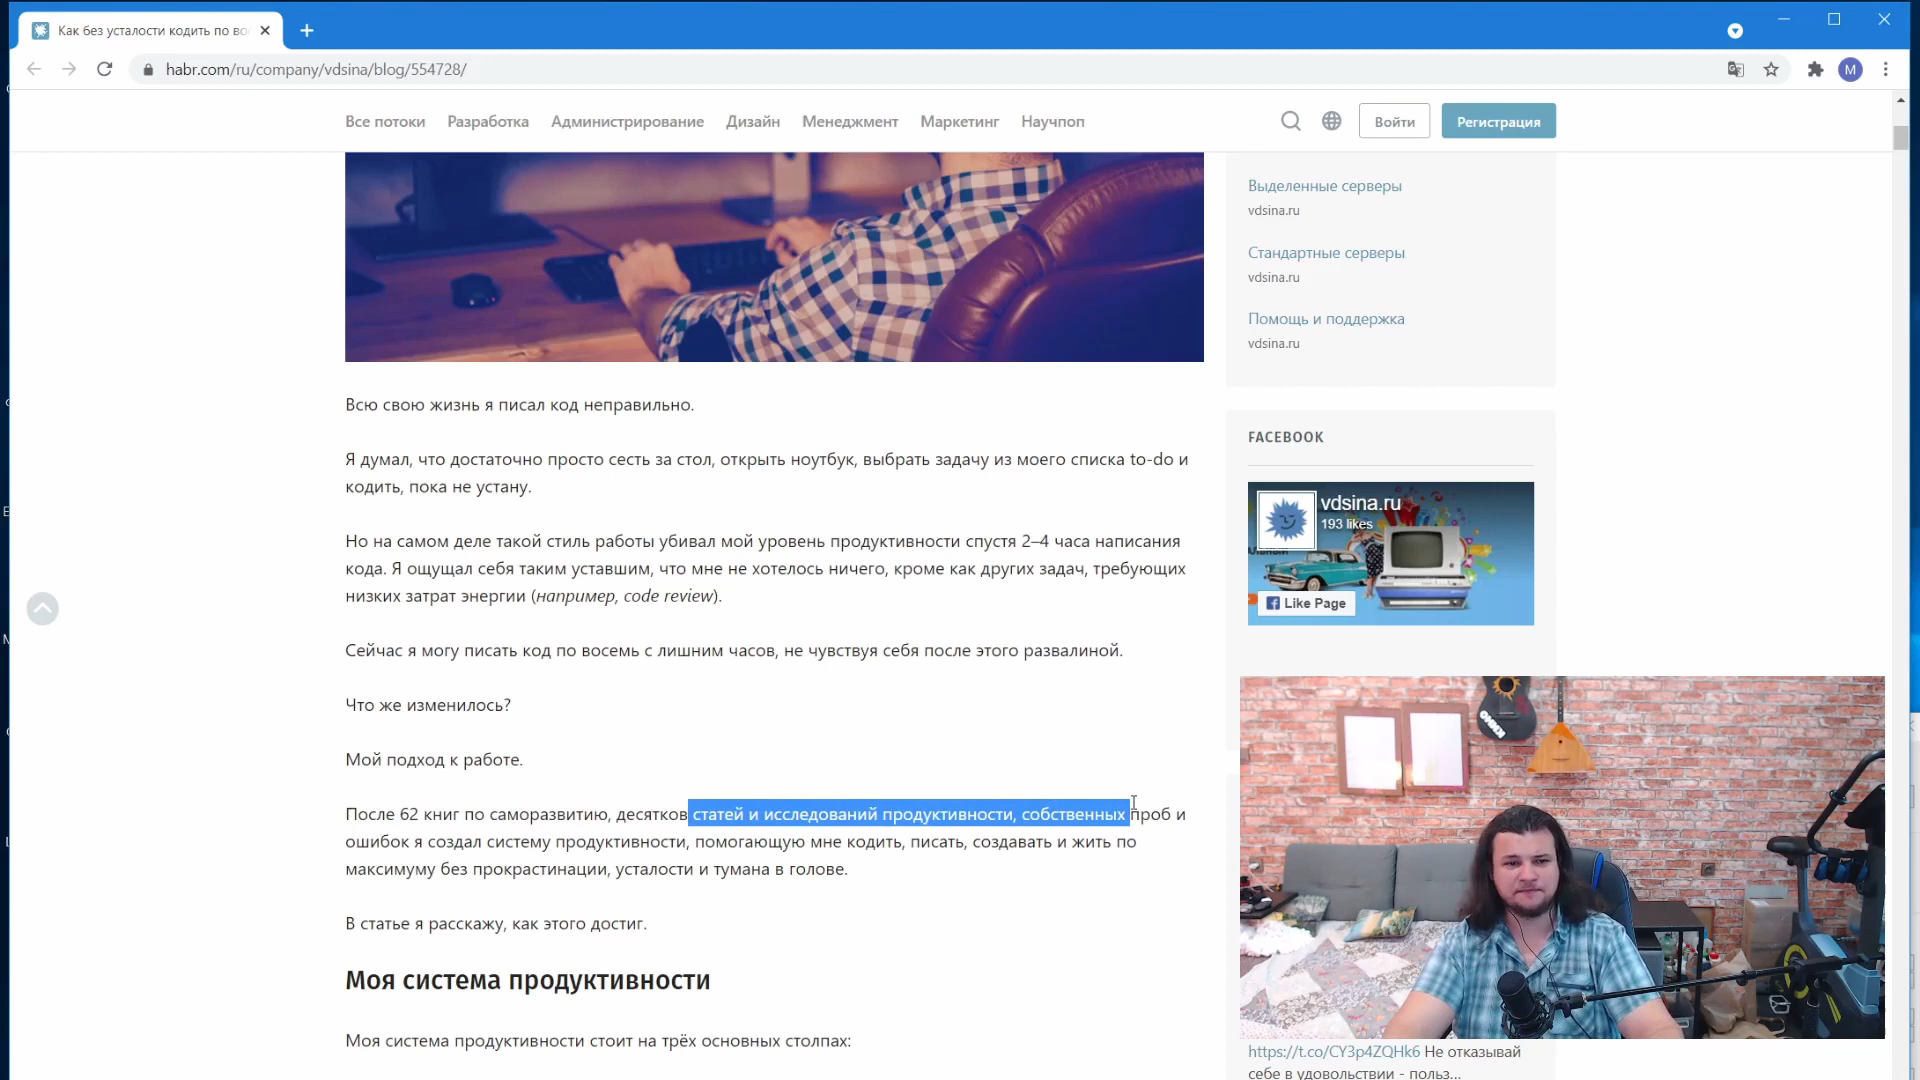 Как без усталости кодить по во
habr.com/ru/company/vdsina/blog/554728/
M
Все потоки Разработка Администрирование Дизайн Менеджмент Маркетинг Научпоп
Войти
Регистрация
Всю свою жизнь я писал код неправильно.
Я думал, что достаточно просто сесть за стол, открыть ноутбук, выбрать задачу из моего списка to-do и
кодить, пока не устану.
Но на самом деле такой стиль работы убивал мой уровень продуктивности спустя 2–4 часа написания
кода. Я ощущал себя таким уставшим, что мне не хотелось ничего, кроме как других задач, требующих
низких затрат энергии (например, code review).
Сейчас я могу писать код по восемь с лишним часов, не чувствуя себя после этого развалиной.
Что же изменилось?
Мой подход к работе.
После 62 книг по саморазвитию, десятков статей и исследований продуктивности, собственных проб и
ошибок я создал систему продуктивности, помогающую мне кодить, писать, создавать и жить по
максимуму без прокрастинации, усталости и тумана в голове.
В статье я расскажу, как этого достиг.
Моя система продуктивности
Моя система продуктивности стоит на трёх основных столпах:
Выделенные серверы
vdsina.ru
Стандартные серверы
vdsina.ru
Помощь и поддержка
vdsina.ru
FACEBOOK
vdsina.ru
193 likes
Like Page
https://t.co/CY3p4ZQHk6 Не отказывай
себе в удовольствии - польз...